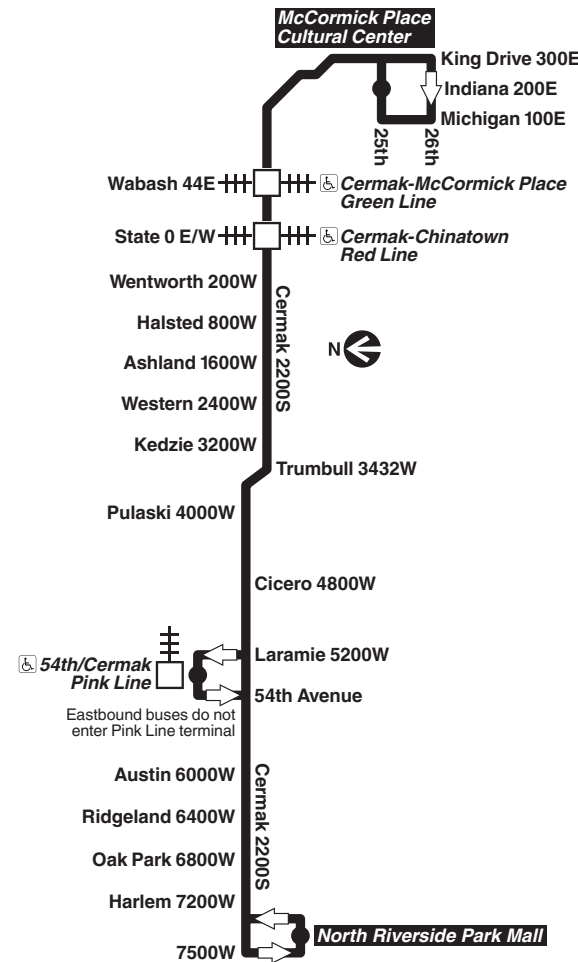 McCormick Place
Cultural Center
King Drive 300E
Indiana 200E
Michigan 100E
25th
26th
Wabash 44E
Cermak-McCormick Place
Green Line
State 0 E/W
Cermak-Chinatown
Red Line
Wentworth 200W
Cermak 2200S
Halsted 800W
N
Ashland 1600W
Western 2400W
Kedzie 3200W
Trumbull 3432W
Pulaski 4000W
Cicero 4800W
54th/Cermak
Pink Line
Laramie 5200W
54th Avenue
Eastbound buses do not
enter Pink Line terminal
Austin 6000W
Cermak 2200S
Ridgeland 6400W
Oak Park 6800W
Harlem 7200W
North Riverside Park Mall
7500W